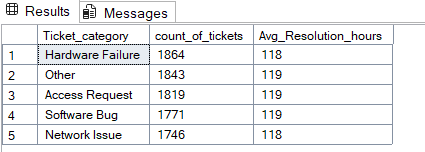 Results Messages
Ticket_category count_of_tickets Avg_Resolution_hours
1 Hardware Failure 1864 118
2 Other 1843 119
3 Access Request 1819 119
4 Software Bug 1771 119
5 Network Issue 1746 118